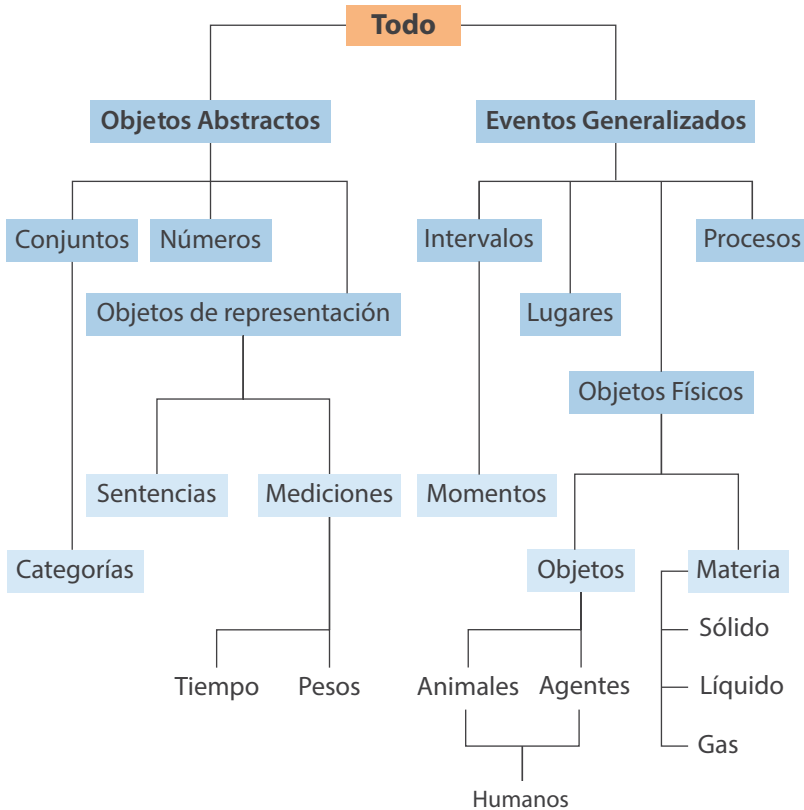 Todo
Objetos Abstractos
Eventos Generalizados
Conjuntos
Números
Intervalos
Procesos
Objetos de representación
Lugares
Objetos Físicos
Sentencias
Mediciones
Momentos
Categorías
Objetos
Materia
Sólido
Tiempo
Pesos
Animales
Agentes
Líquido
Gas
Humanos